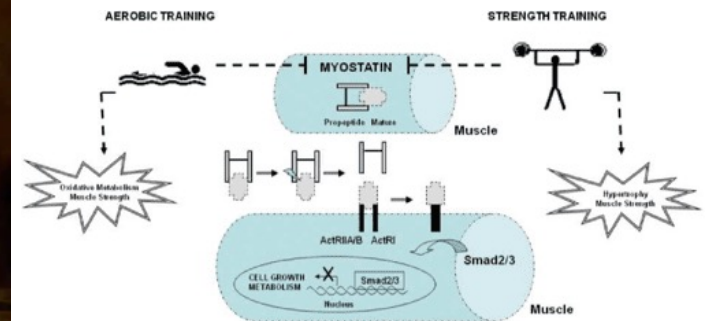 AEROBIC TRAINING
STRENGTH TRAINING
MYOSTATIN
Propeptide Mature
Muscle
Oxidative Metabolism
Muscle Strength
Hypertrophy
Muscle Strength
ActRIIA/B ActRI
Smad2/3
CELL GROWTH
METABOLISM
X
Smad2/3
Nucleus
Muscle